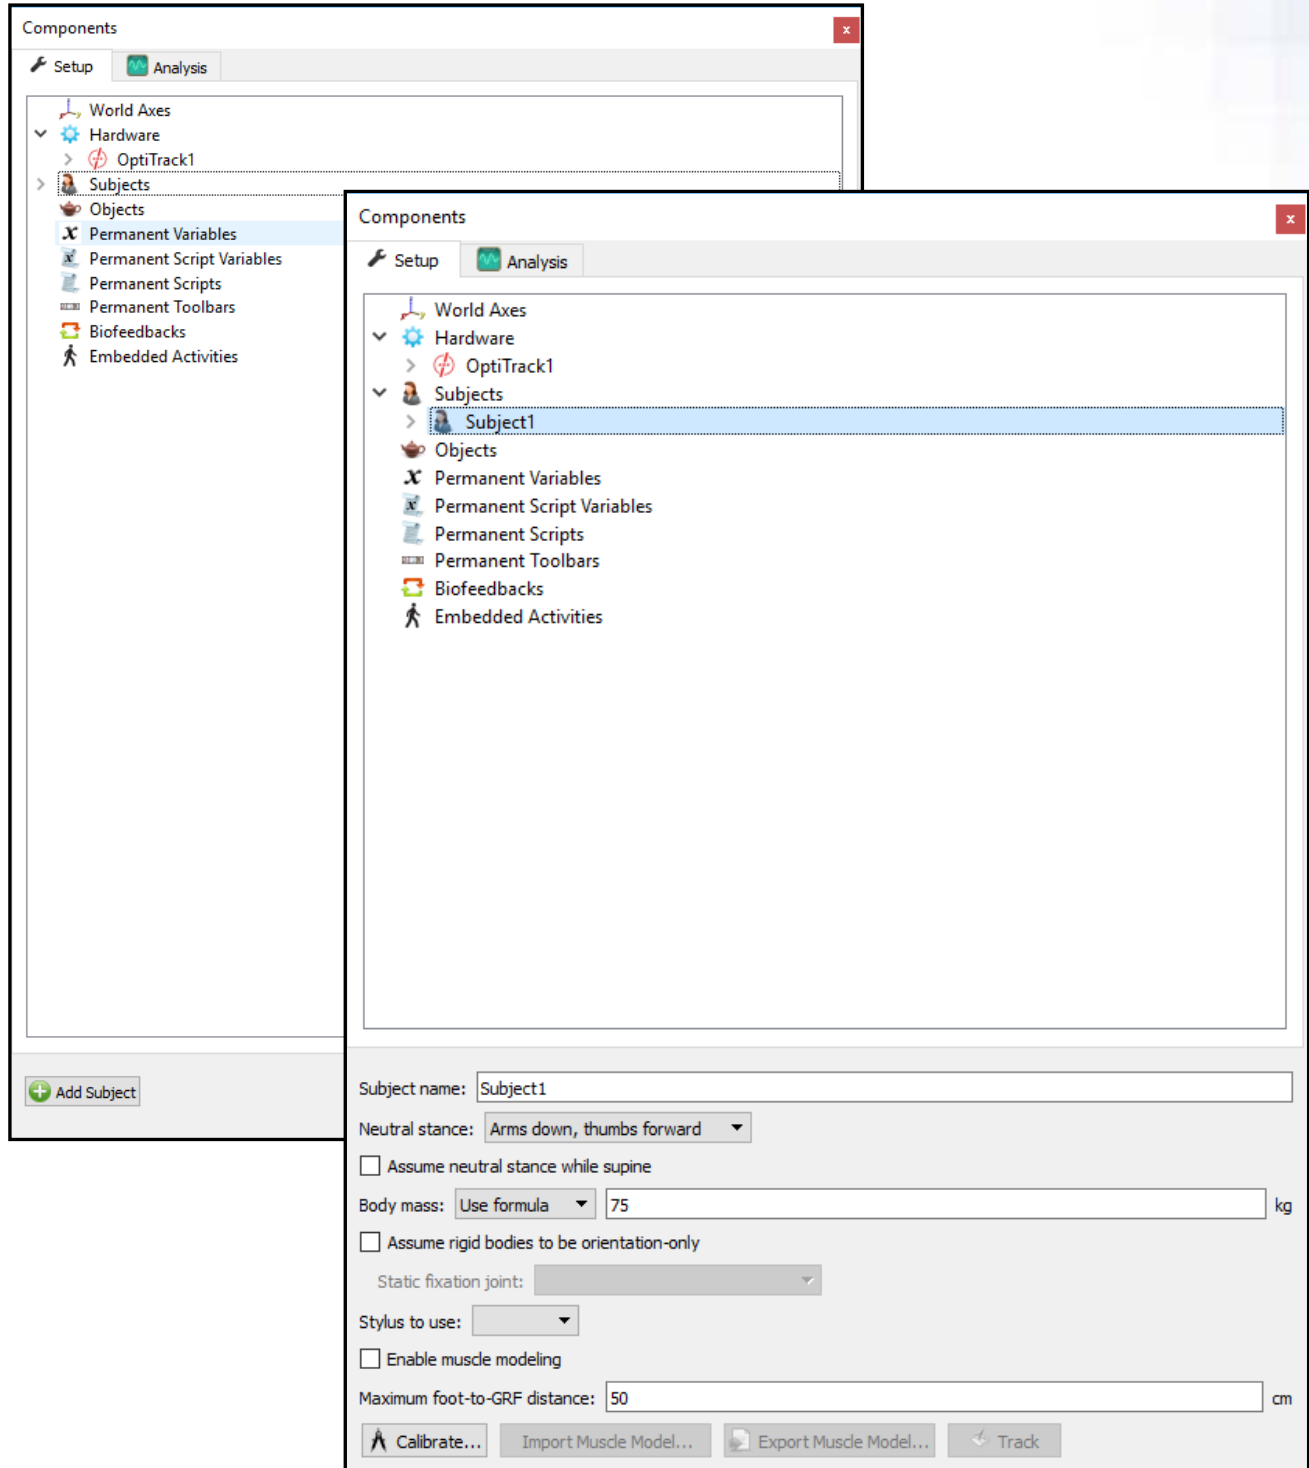 Components
x
Setup
Analysis
World Axes
Hardware
OptiTrack1
Subjects
Objects
Permanent Variables
Permanent Script Variables
Permanent Scripts
Permanent Toolbars
Biofeedbacks
Embedded Activities
Add Subject
Components
x
Setup
Analysis
World Axes
Hardware
OptiTrack1
Subjects
Subject1
Objects
Permanent Variables
Permanent Script Variables
Permanent Scripts
Permanent Toolbars
Biofeedbacks
Embedded Activities
Subject name: Subject1
Neutral stance: Arms down, thumbs forward
Assume neutral stance while supine
Body mass: Use formula 75 kg
Assume rigid bodies to be orientation-only
Static fixation joint:
Stylus to use:
Enable muscle modeling
Maximum foot-to-GRF distance: 50 cm
Calibrate... Import Muscle Model... Export Muscle Model... Track